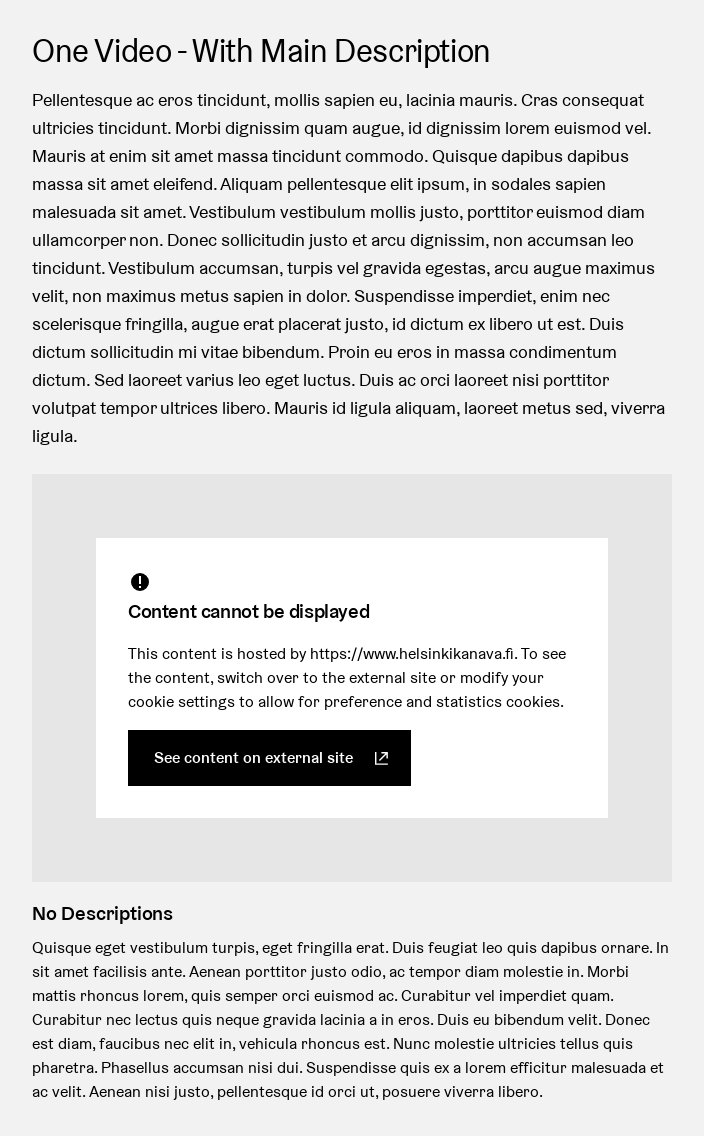 One Video - With Main Description
Pellentesque ac eros tincidunt, mollis sapien eu, lacinia mauris. Cras consequat
ultricies tincidunt. Morbi dignissim quam augue, id dignissim lorem euismod vel.
Mauris at enim sit amet massa tincidunt commodo. Quisque dapibus dapibus
massa sit amet eleifend. Aliquam pellentesque elit ipsum, in sodales sapien
malesuada sit amet. Vestibulum vestibulum mollis justo, porttitor euismod diam
ullamcorper non. Donec sollicitudin justo et arcu dignissim, non accumsan leo
tincidunt. Vestibulum accumsan, turpis vel gravida egestas, arcu augue maximus
velit, non maximus metus sapien in dolor. Suspendisse imperdiet, enim nec
scelerisque fringilla, augue erat placerat justo, id dictum ex libero ut est. Duis
dictum sollicitudin mi vitae bibendum. Proin eu eros in massa condimentum
dictum. Sed laoreet varius leo eget luctus. Duis ac orci laoreet nisi porttitor
volutpat tempor ultrices libero. Mauris id ligula aliquam, laoreet metus sed, viverra
ligula.
Content cannot be displayed
This content is hosted by https://www.helsinkikanava.fi. To see
the content, switch over to the external site or modify your
cookie settings to allow for preference and statistics cookies.
See content on external site
No Descriptions
Quisque eget vestibulum turpis, eget fringilla erat. Duis feugiat leo quis dapibus ornare. In
sit amet facilisis ante. Aenean porttitor justo odio, ac tempor diam molestie in. Morbi
mattis rhoncus lorem, quis semper orci euismod ac. Curabitur vel imperdiet quam.
Curabitur nec lectus quis neque gravida lacinia a in eros. Duis eu bibendum velit. Donec
est diam, faucibus nec elit in, vehicula rhoncus est. Nunc molestie ultricies tellus quis
pharetra. Phasellus accumsan nisi dui. Suspendisse quis ex a lorem efficitur malesuada et
ac velit. Aenean nisi justo, pellentesque id orci ut, posuere viverra libero.